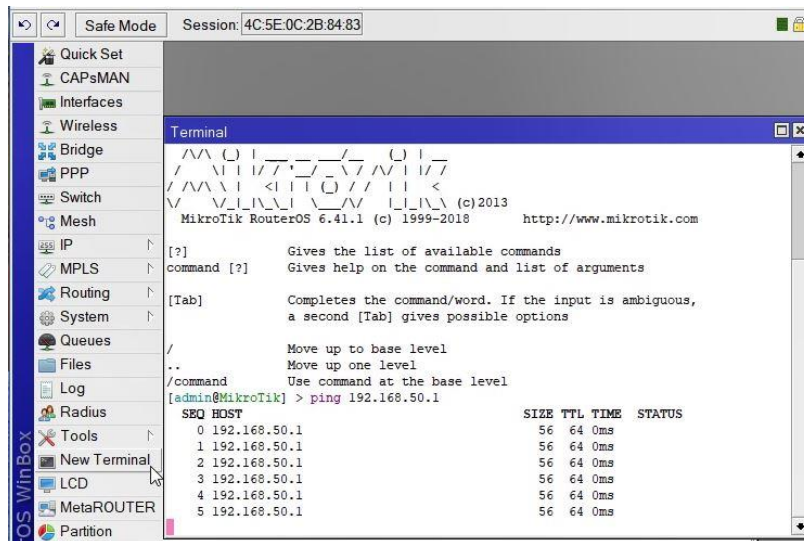 Safe Mode Session: 4C:5E:0C:2B:84:83
Quick Set
CAPsMAN
Interfaces
Wireless
Bridge
PPP
Switch
Mesh
IP
MPLS
Routing
System
Queues
Files
Log
Radius
Tools
New Terminal
LCD
MetaROUTER
Partition
OS WinBox
Terminal
(c)2013
MikroTik RouterOS 6.41.1 (c) 1999-2018 http://www.mikrotik.com
[?] Gives the list of available commands
command [?] Gives help on the command and list of arguments
[Tab] Completes the command/word. If the input is ambiguous,
a second [Tab] gives possible options
/ Move up to base level
.. Move up one level
/command Use command at the base level
[admin@MikroTik] > ping 192.168.50.1
SEQ HOST SIZE TTL TIME STATUS
0 192.168.50.1 56 64 0ms
1 192.168.50.1 56 64 0ms
2 192.168.50.1 56 64 0ms
3 192.168.50.1 56 64 0ms
4 192.168.50.1 56 64 0ms
5 192.168.50.1 56 64 0ms